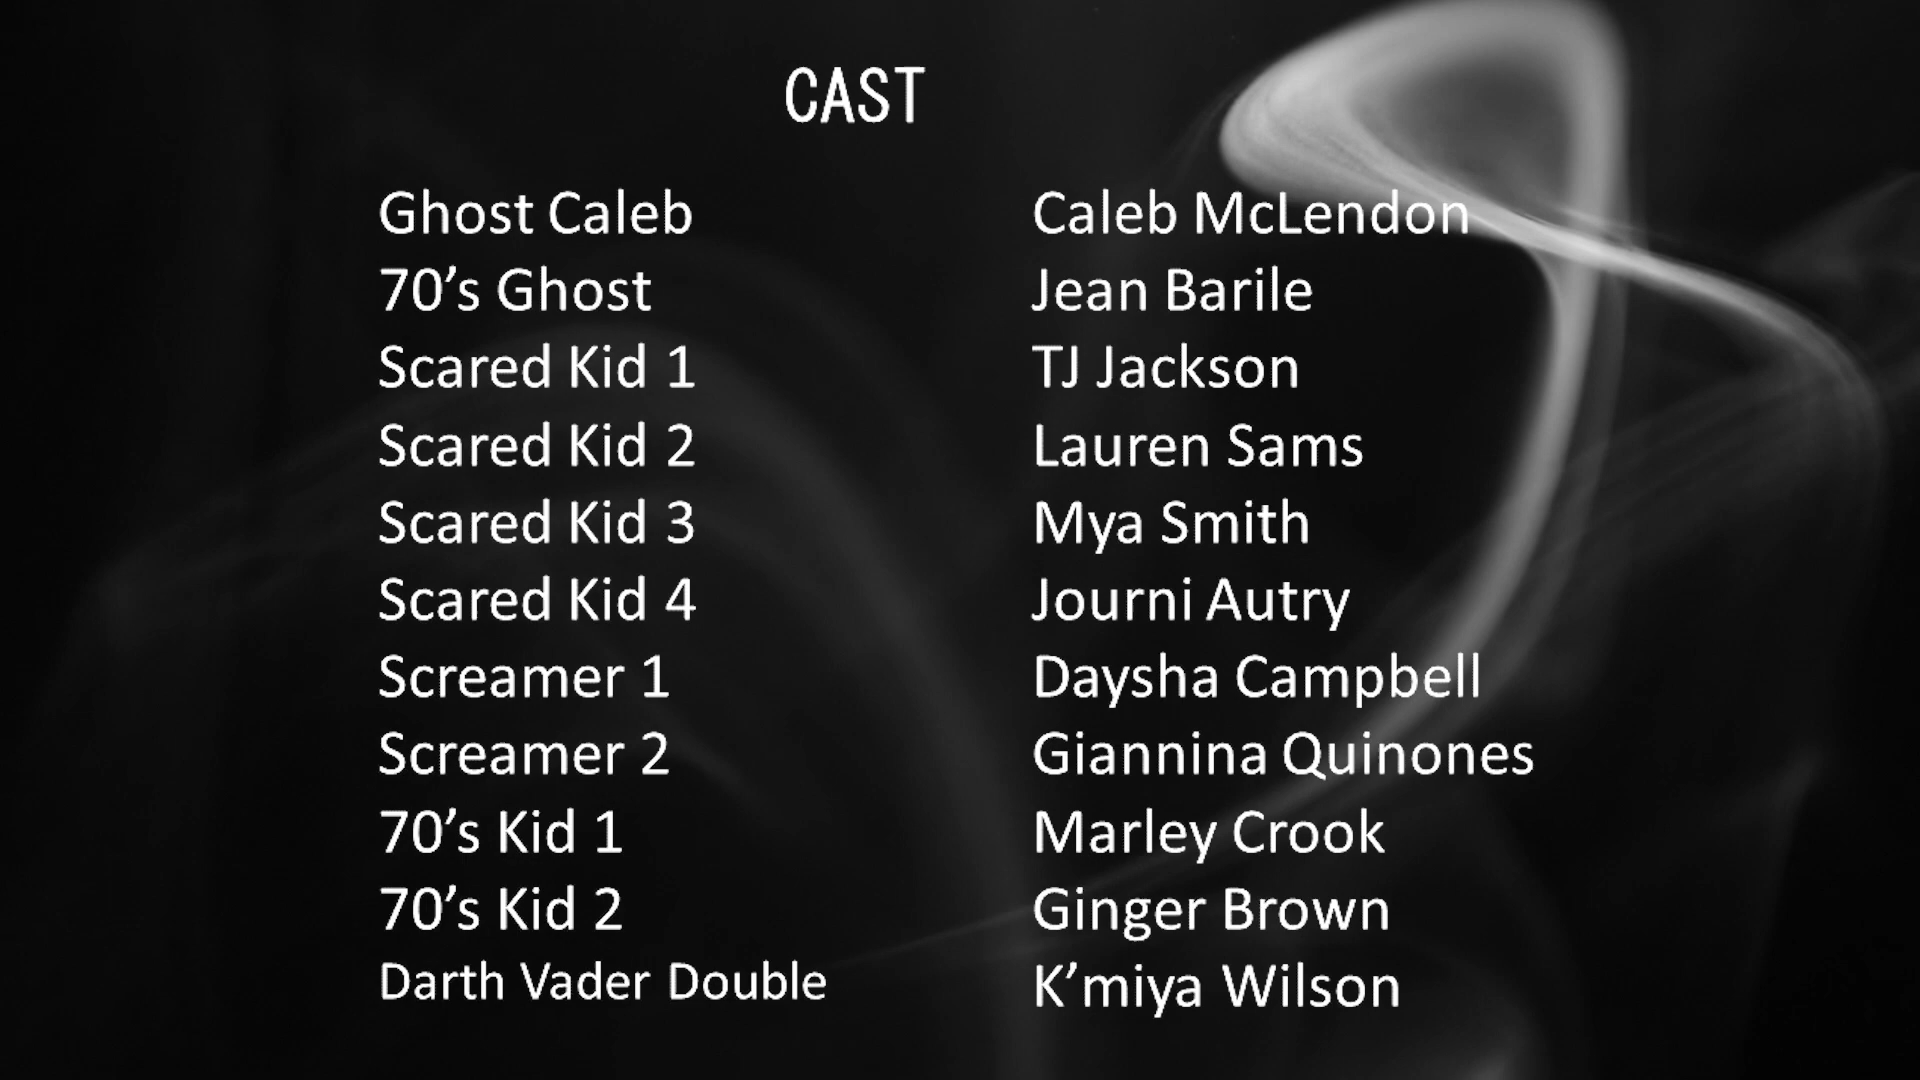 CAST
Ghost Caleb Caleb McLendon
70’s Ghost Jean Barile
Scared Kid 1 TJ Jackson
Scared Kid 2 Lauren Sams
Scared Kid 3 Mya Smith
Scared Kid 4 Journi Autry
Screamer 1 Daysha Campbell
Screamer 2 Giannina Quinones
70’s Kid 1 Marley Crook
70’s Kid 2 Ginger Brown
Darth Vader Double K’miya Wilson